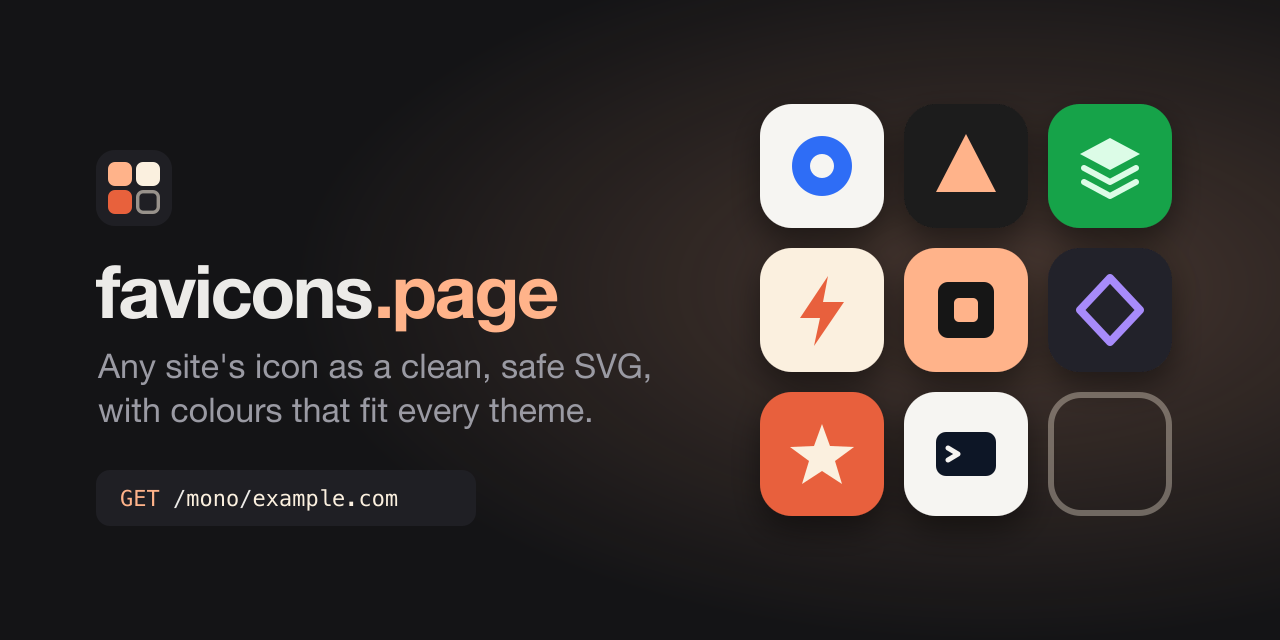 favicons.page
Any site's icon as a clean, safe SVG,
with colours that fit every theme.
GET /mono/example.com